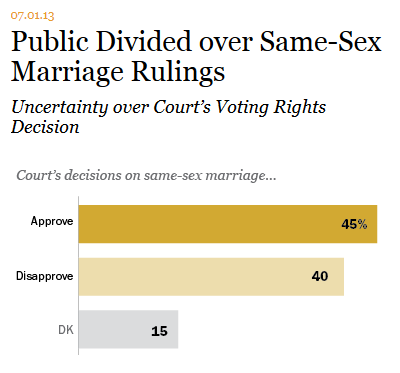 07.01.13
Public Divided over Same-Sex
Marriage Rulings
Uncertainty over Court's Voting Rights
Decision
Court's decisions on same-sex marriage...
Approve 45%
Disapprove 40
DK 15